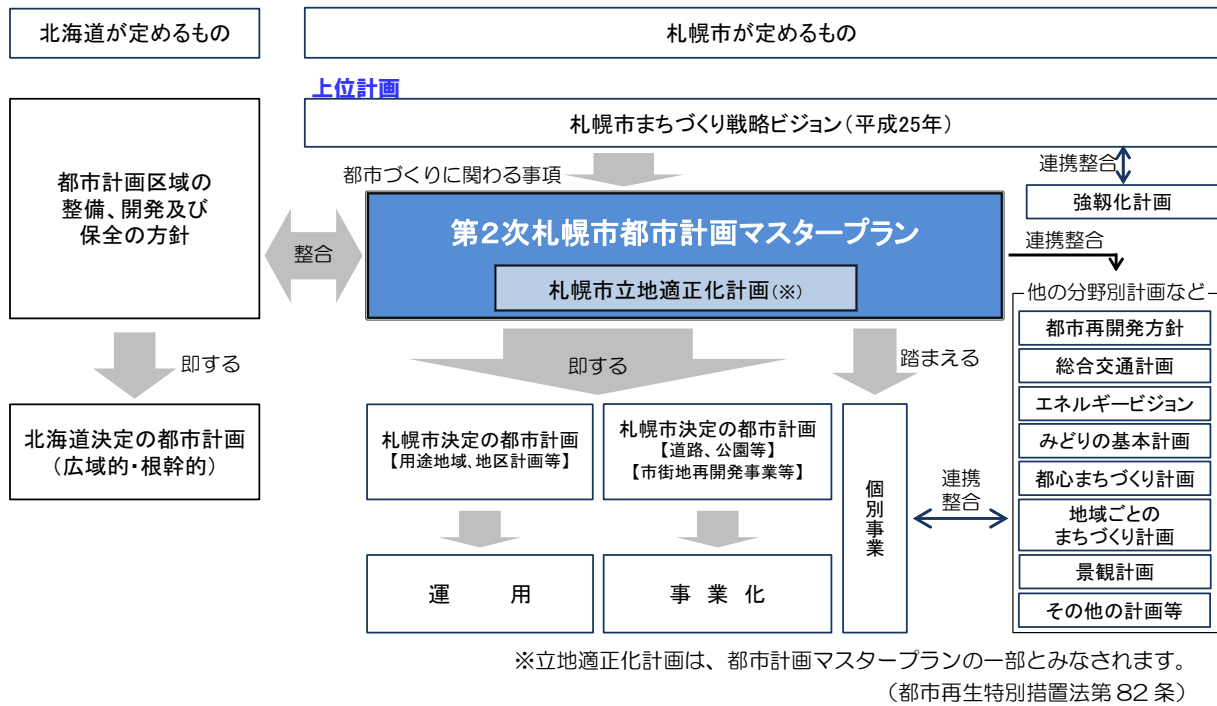 北海道が定めるもの
札幌市が定めるもの
上位計画
札幌市まちづくり戦略ビジョン（平成25年）
都市計画区域の
整備、開発及び
保全の方針
都市づくりに関わる事項
連携整合
強靱化計画
整合
第２次札幌市都市計画マスタープラン
札幌市立地適正化計画（※）
連携整合
他の分野別計画など
都市再開発方針
総合交通計画
エネルギービジョン
みどりの基本計画
都心まちづくり計画
地域ごとの
まちづくり計画
景観計画
その他の計画等
即する
即する
踏まえる
北海道決定の都市計画
（広域的・根幹的）
札幌市決定の都市計画
【用途地域、地区計画等】
札幌市決定の都市計画
【道路、公園等】
【市街地再開発事業等】
個別事業
連携
整合
運　用
事 業 化
※立地適正化計画は、都市計画マスタープランの一部とみなされます。
（都市再生特別措置法第 82 条）